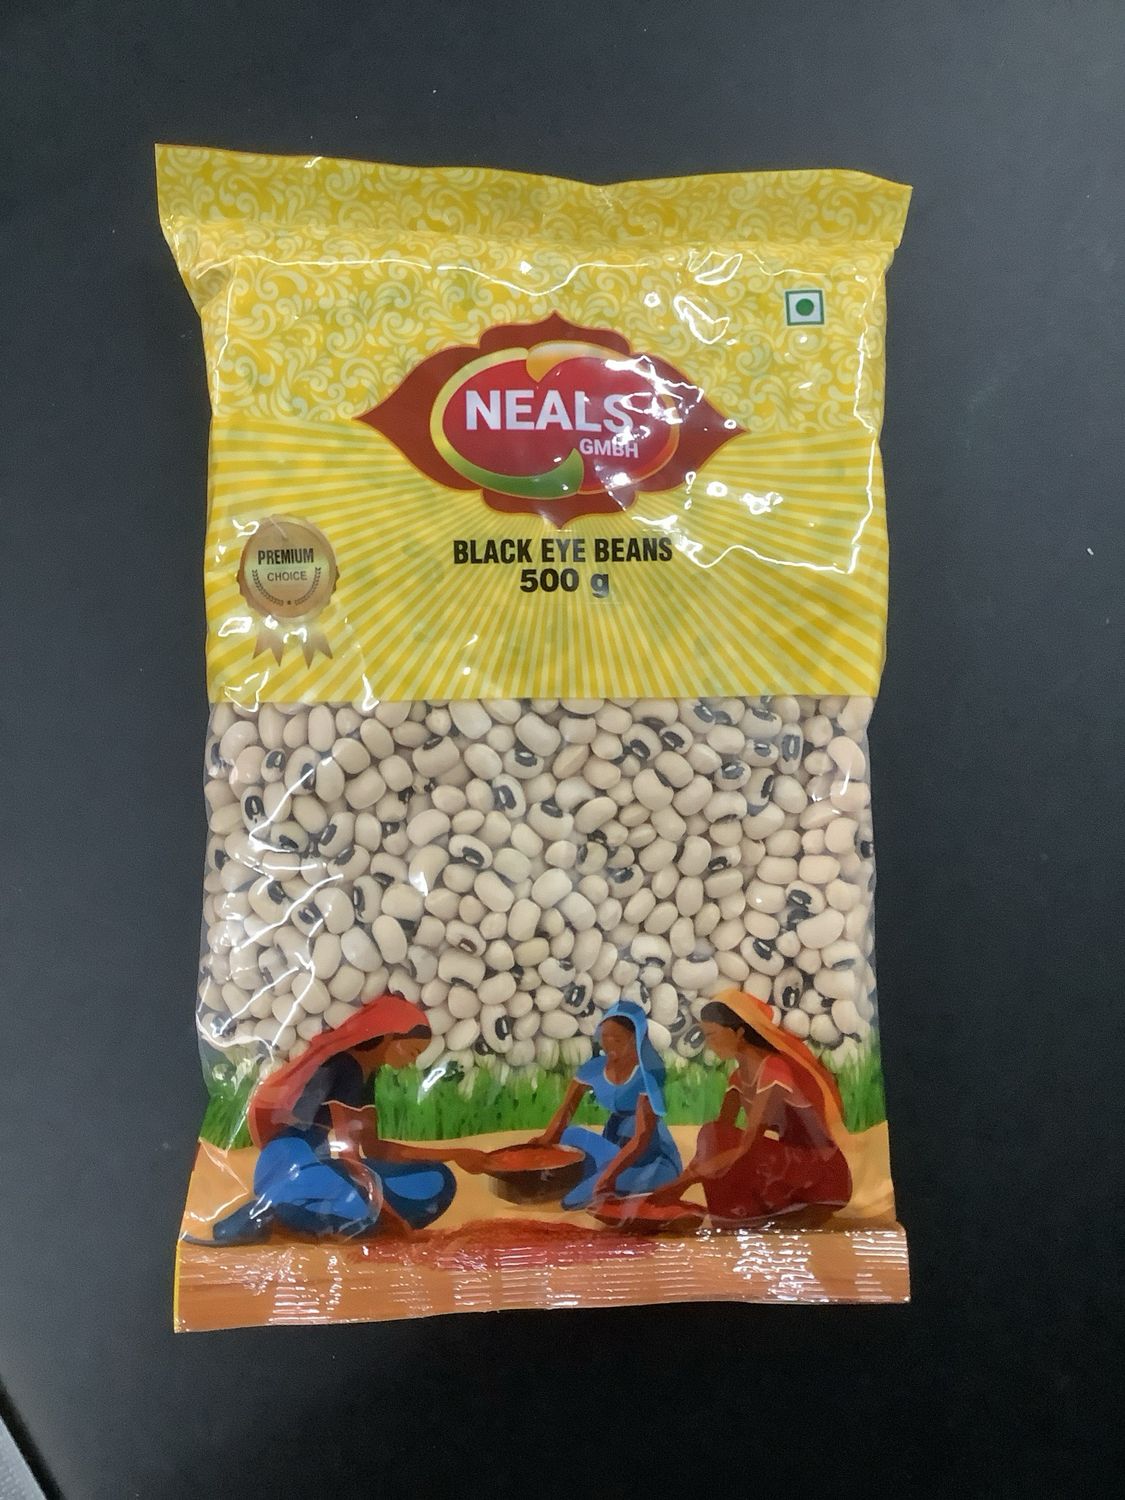 NEALS
GMBH
BLACK EYE BEANS
500 g
PREMIUM
CHOICE